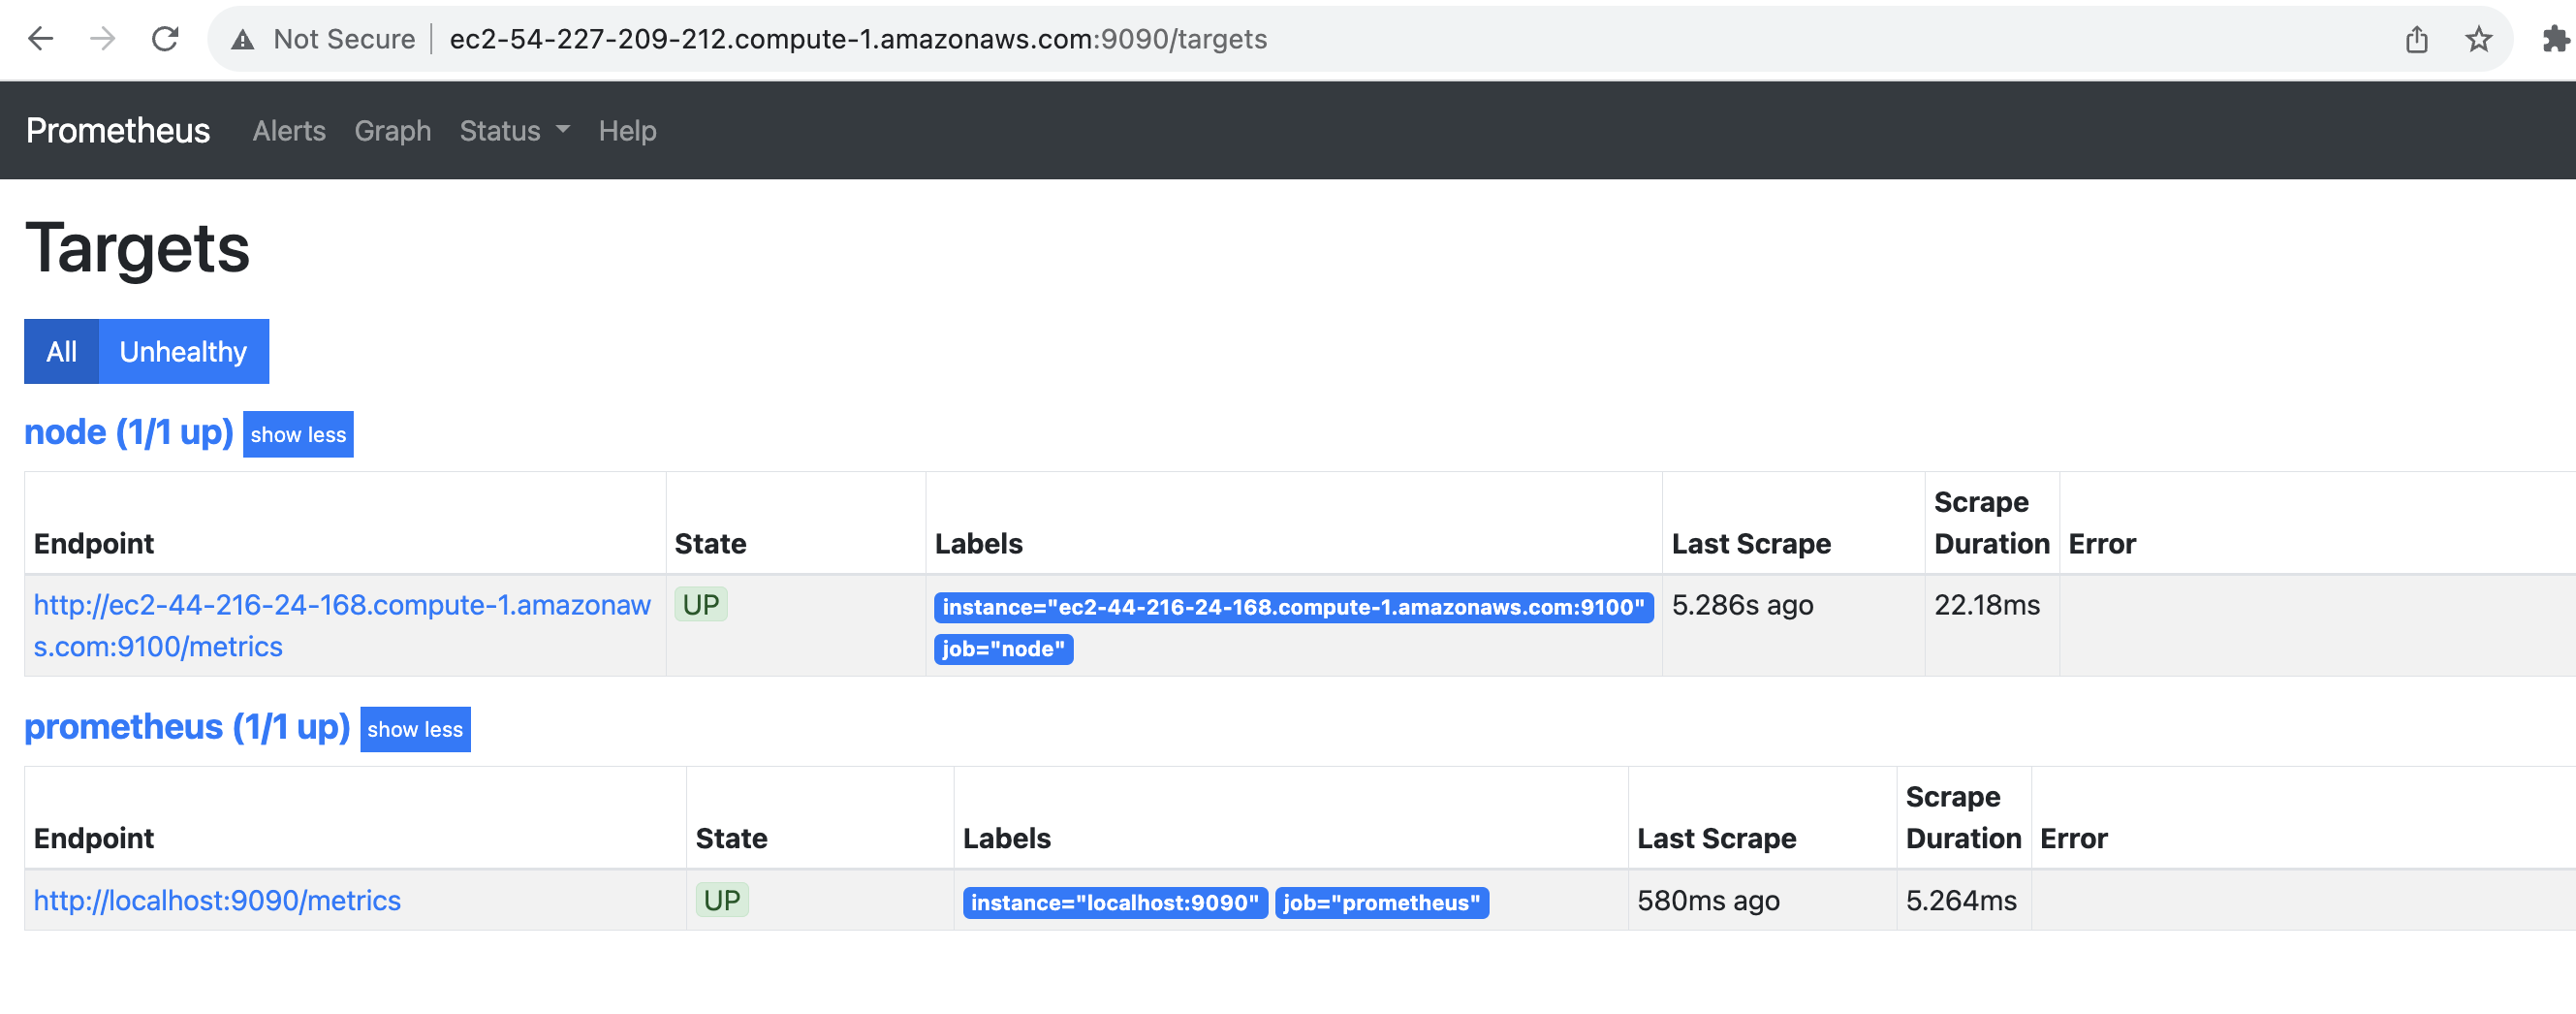 Not Secure ec2-54-227-209-212.compute-1.amazonaws.com:9090/targets
Prometheus Alerts Graph Status Help
Targets
All Unhealthy
node (1/1 up) show less
Endpoint State Labels Last Scrape Scrape Duration Error
http://ec2-44-216-24-168.compute-1.amazonaw
s.com:9100/metrics
UP
instance="ec2-44-216-24-168.compute-1.amazonaws.com:9100"
job="node"
5.286s ago
22.18ms
prometheus (1/1 up) show less
Endpoint State Labels Last Scrape Scrape Duration Error
http://localhost:9090/metrics UP instance="localhost:9090" job="prometheus" 580ms ago 5.264ms